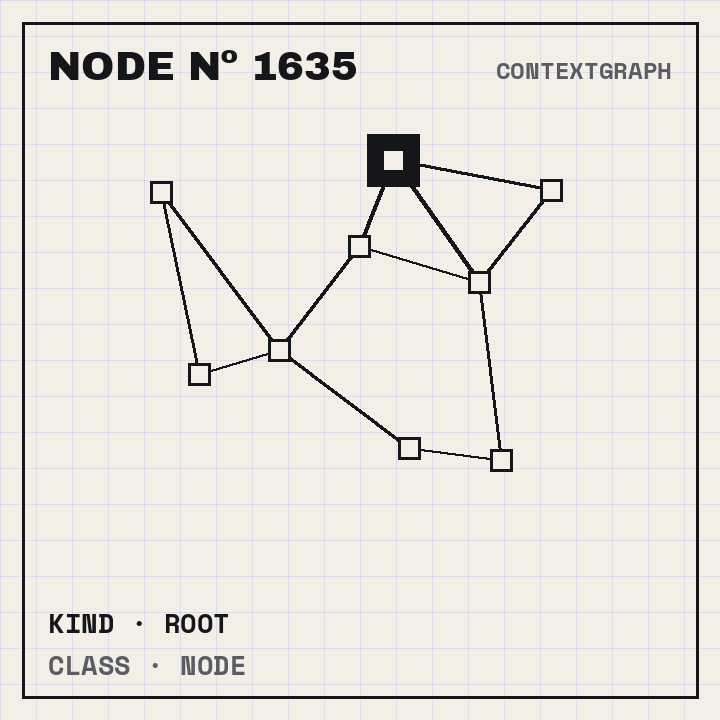 NODE Nº 1635
CONTEXTGRAPH
KIND · ROOT
CLASS · NODE